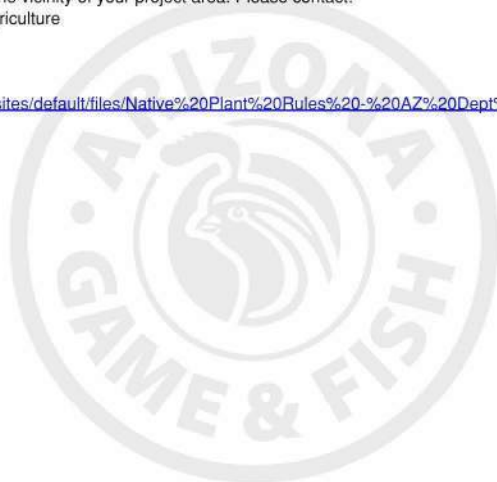 he vicinity of your project area. Please contact:
riculture
sites/default/files/Native%20Plant%20Rules%20-%20AZ%20Dept%
ARIZONA
GAME & FISH